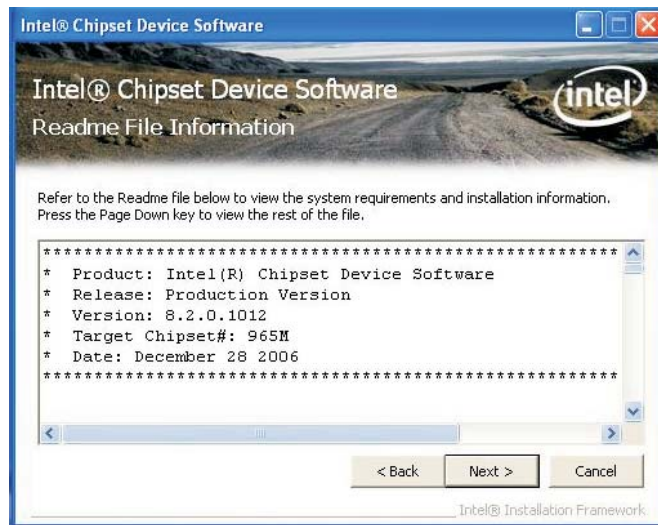 Intel® Chipset Device Software
Intel® Chipset Device Software
intel
Readme File Information
Refer to the Readme file below to view the system requirements and installation information.
Press the Page Down key to view the rest of the file.
************************************************************
* Product: Intel(R) Chipset Device Software
* Release: Production Version
* Version: 8.2.0.1012
* Target Chipset#: 965M
* Date: December 28 2006
************************************************************
< Back
Next >
Cancel
Intel® Installation Framework